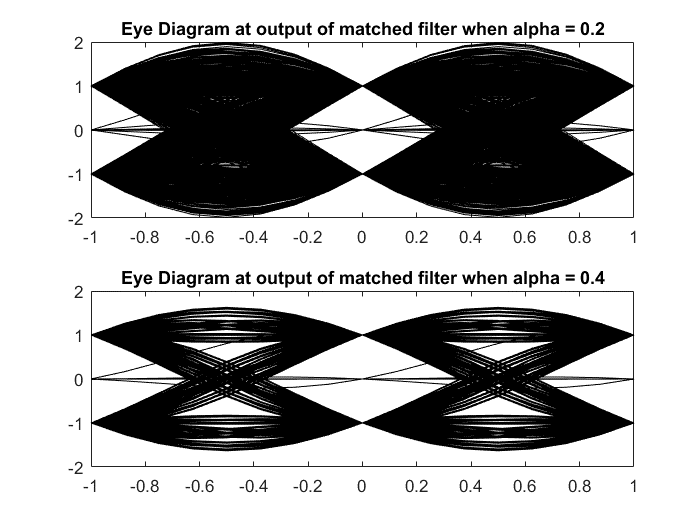 Eye Diagram at output of matched filter when alpha = 0.2
2
1
0
-1
-2
-1 -0.8 -0.6 -0.4 -0.2 0 0.2 0.4 0.6 0.8 1
Eye Diagram at output of matched filter when alpha = 0.4
2
1
0
-1
-2
-1 -0.8 -0.6 -0.4 -0.2 0 0.2 0.4 0.6 0.8 1